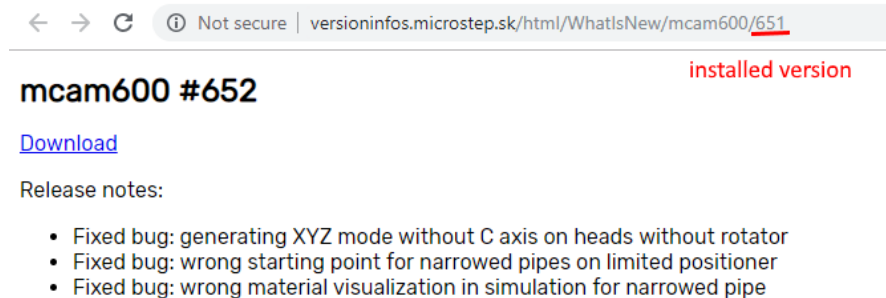 Not secure | versioninfos.microstep.sk/html/WhatIsNew/mcam600/651
installed version
mcam600 #652
Download
Release notes:
• Fixed bug: generating XYZ mode without C axis on heads without rotator
• Fixed bug: wrong starting point for narrowed pipes on limited positioner
• Fixed bug: wrong material visualization in simulation for narrowed pipe